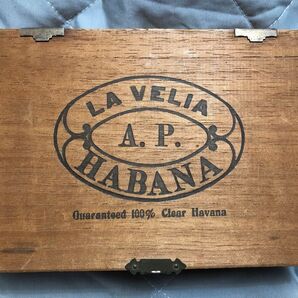 LA VELIA
A. P.
HABANA
Guaranteed 100% Clear Havana